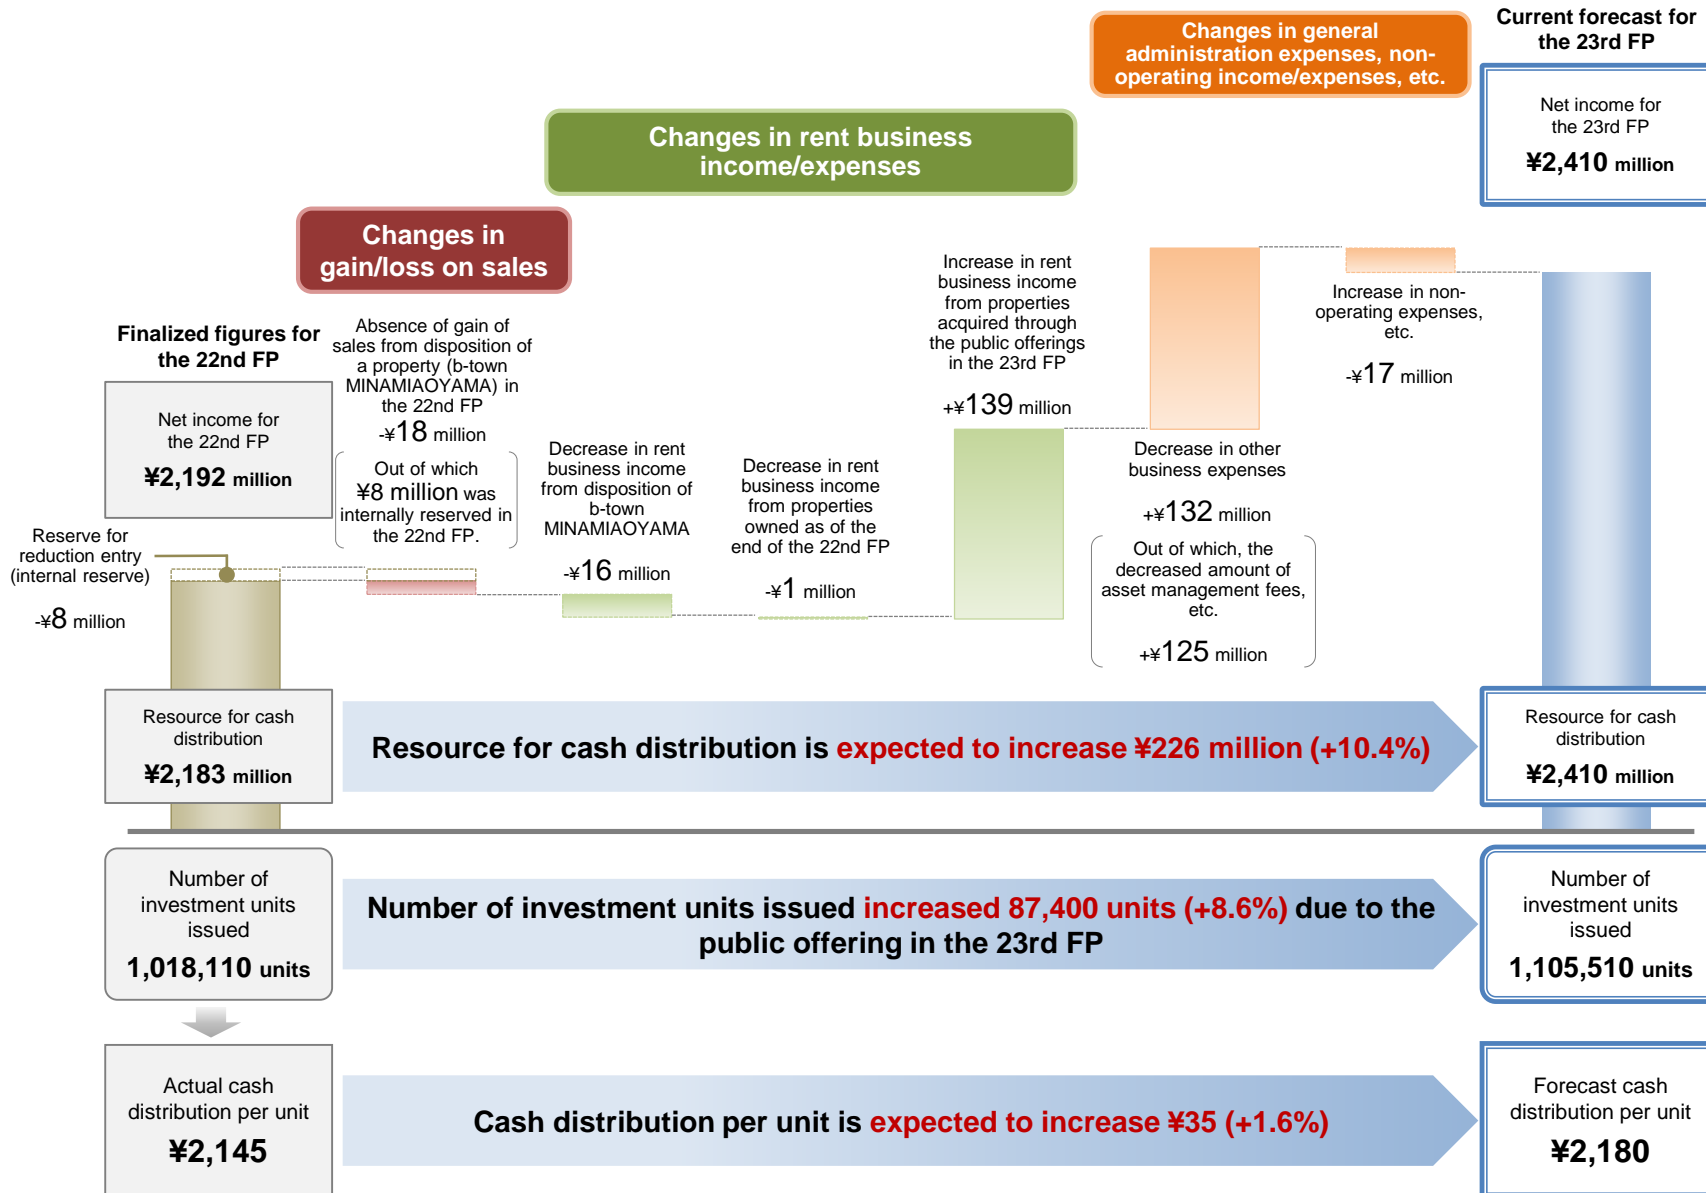 Changes in general
administration expenses, non-
operating income/expenses, etc.
Current forecast for
the 23rd FP
Net income for
the 23rd FP
¥2,410 million
Changes in rent business
income/expenses
Changes in
gain/loss on sales
Finalized figures for
the 22nd FP
Net income for
the 22nd FP
¥2,192 million
Reserve for
reduction entry
(internal reserve)
-¥8 million
Absence of gain of
sales from disposition of
a property (b-town
MINAMIAOYAMA) in
the 22nd FP
-¥18 million
Out of which
¥8 million was
internally reserved in
the 22nd FP.
Decrease in rent
business income
from disposition of
b-town
MINAMIAOYAMA
-¥16 million
Decrease in rent
business income
from properties
owned as of the
end of the 22nd FP
-¥1 million
Increase in rent
business income
from properties
acquired through
the public offerings
in the 23rd FP
+¥139 million
Decrease in other
business expenses
+¥132 million
Out of which, the
decreased amount of
asset management fees,
etc.
+¥125 million
Increase in non-
operating expenses,
etc.
-¥17 million
Resource for cash
distribution
¥2,183 million
Resource for cash distribution is expected to increase ¥226 million (+10.4%)
Resource for cash
distribution
¥2,410 million
Number of
investment units
issued
1,018,110 units
Number of investment units issued increased 87,400 units (+8.6%) due to the
public offering in the 23rd FP
Number of
investment units
issued
1,105,510 units
Actual cash
distribution per unit
¥2,145
Cash distribution per unit is expected to increase ¥35 (+1.6%)
Forecast cash
distribution per unit
¥2,180